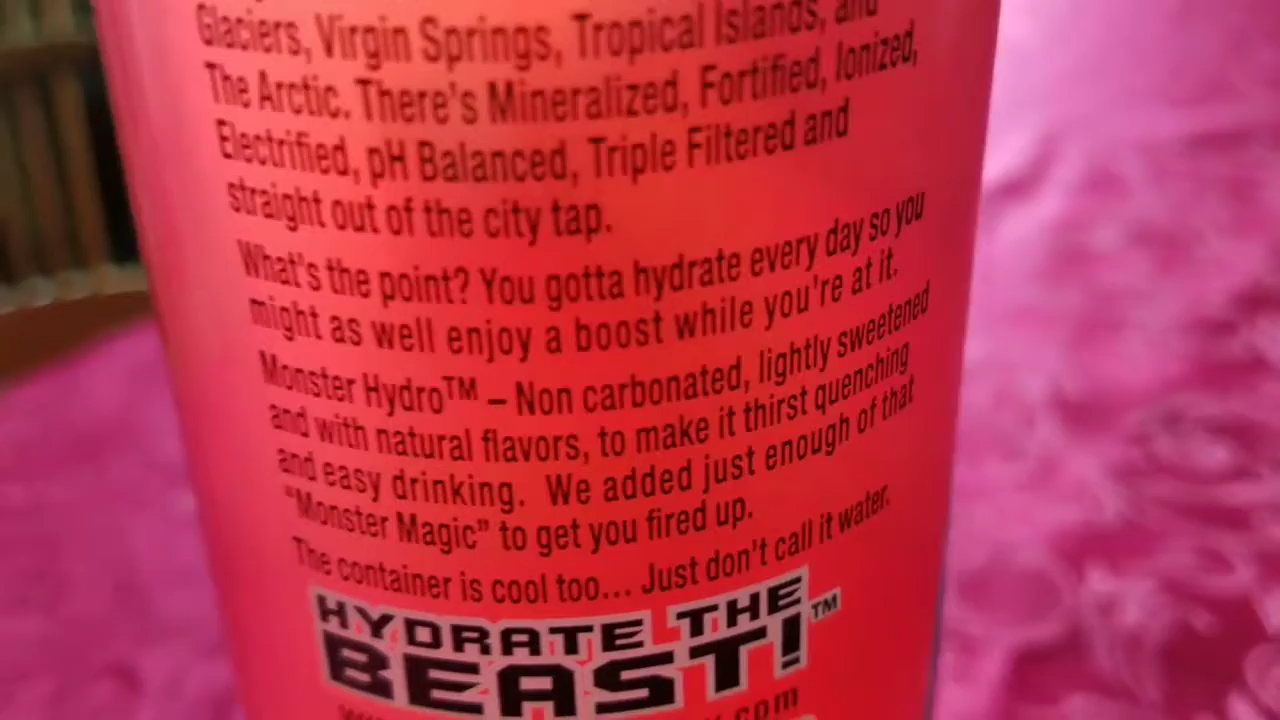 Glaciers, Virgin Springs, Tropical Islands, and
The Arctic. There's Mineralized, Fortified, Ionized,
Electrified, pH Balanced, Triple Filtered and
straight out of the city tap.
What's the point? You gotta hydrate every day so you
might as well enjoy a boost while you're at it.
Monster Hydro™ – Non carbonated, lightly sweetened
and with natural flavors, to make it thirst quenching
and easy drinking. We added just enough of that
"Monster Magic" to get you fired up.
The container is cool too... Just don't call it water.
HYDRATE THE
BEAST!™